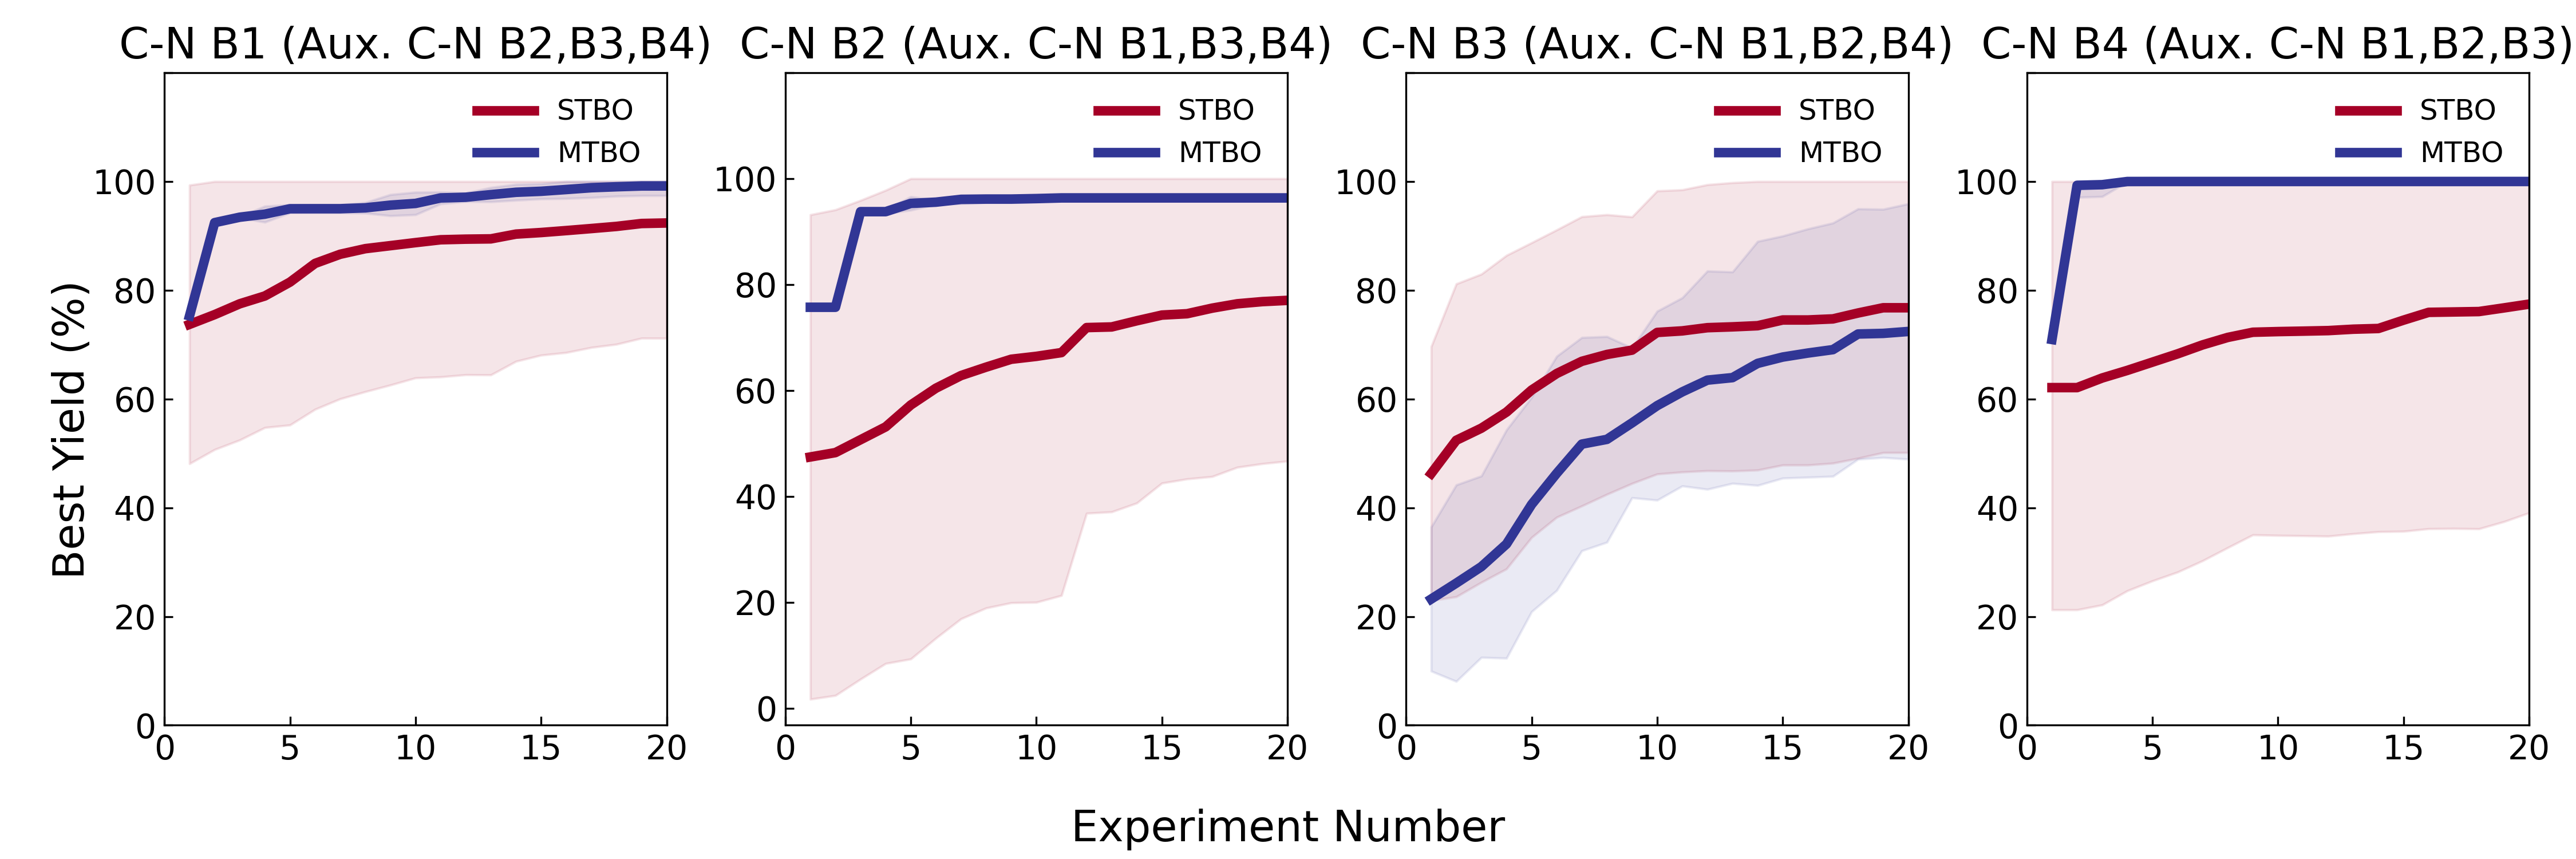 C-N B1 (Aux. C-N B2,B3,B4)
C-N B2 (Aux. C-N B1,B3,B4)
C-N B3 (Aux. C-N B1,B2,B4)
C-N B4 (Aux. C-N B1,B2,B3)
Best Yield (%)
STBO
MTBO
100
80
60
40
20
0
0 5 10 15 20
STBO
MTBO
100
80
60
40
20
0
0 5 10 15 20
STBO
MTBO
100
80
60
40
20
0
0 5 10 15 20
STBO
MTBO
100
80
60
40
20
0
0 5 10 15 20
Experiment Number